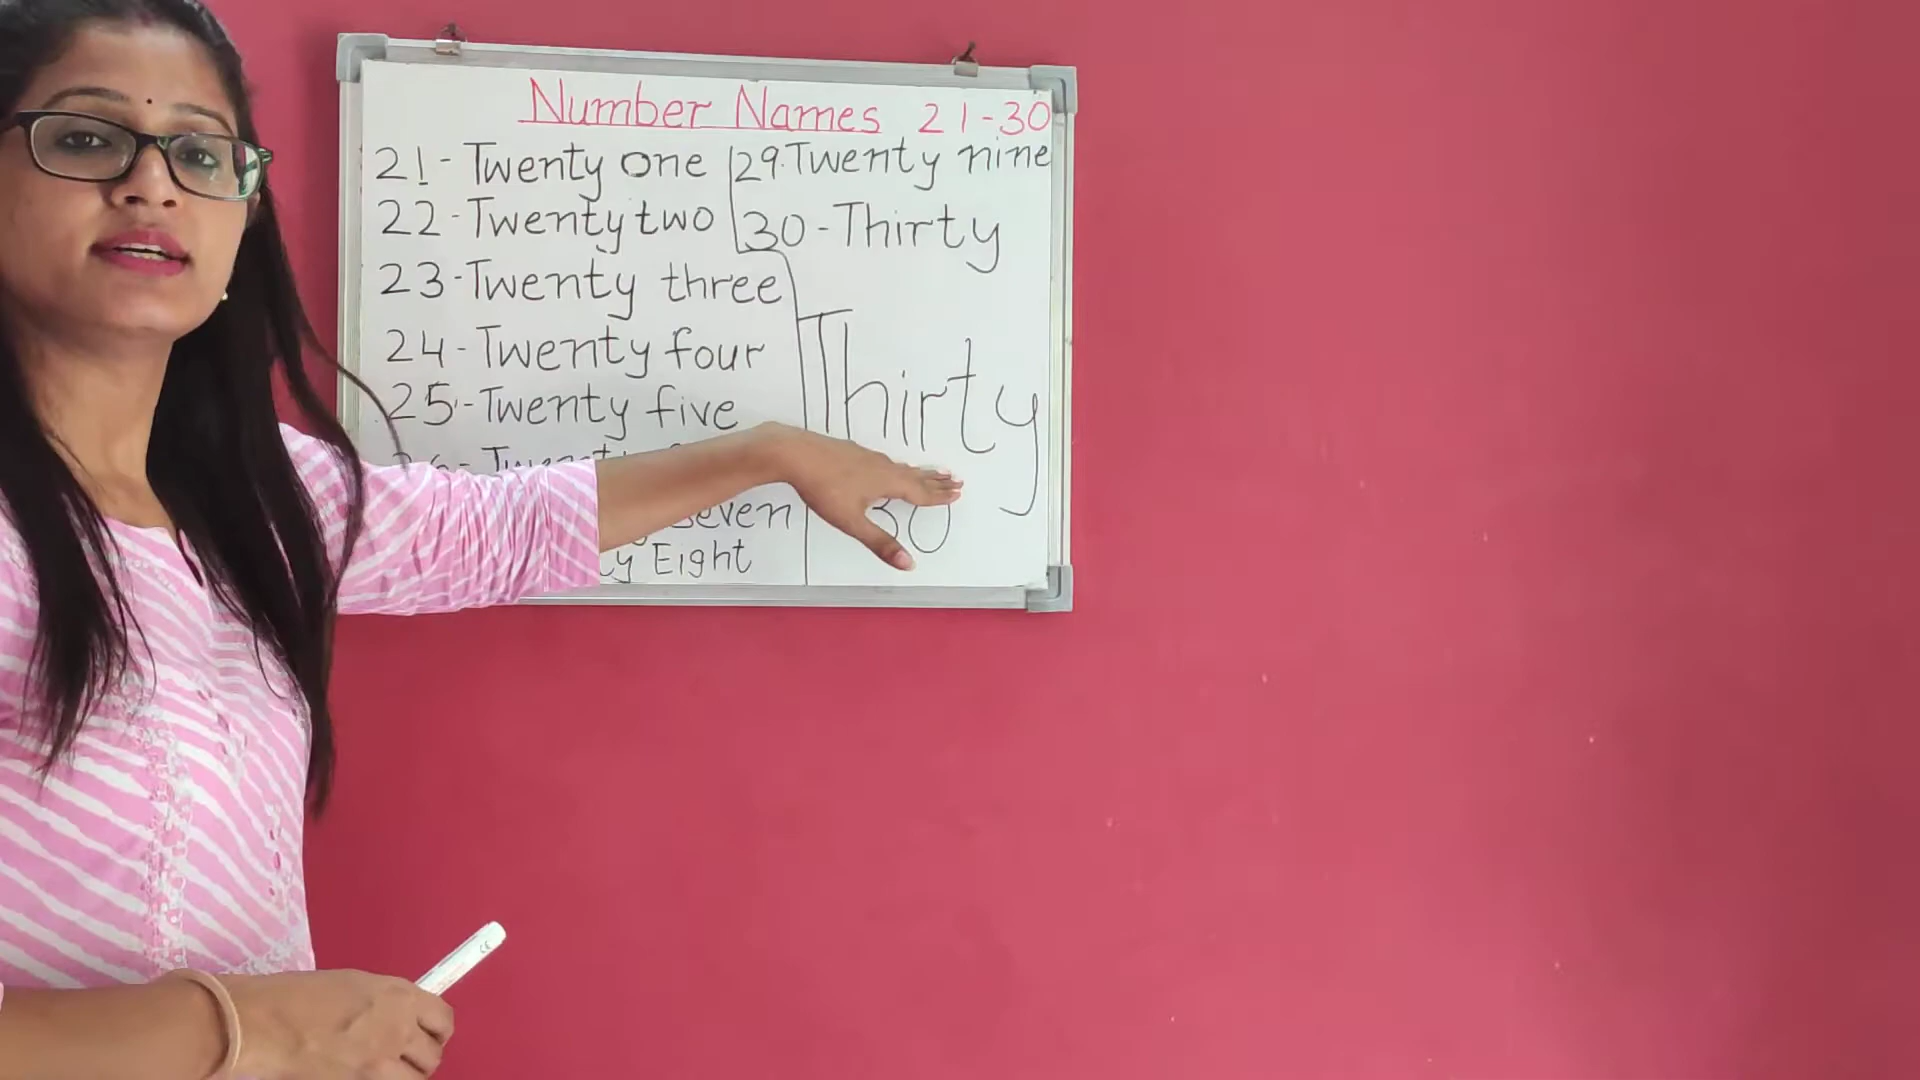 Number Names 21-30
21- Twenty one
22- Twenty two
23- Twenty three
24- Twenty four
25- Twenty five
seven
Eight
29. Twenty nine
30- Thirty
Thirty
30